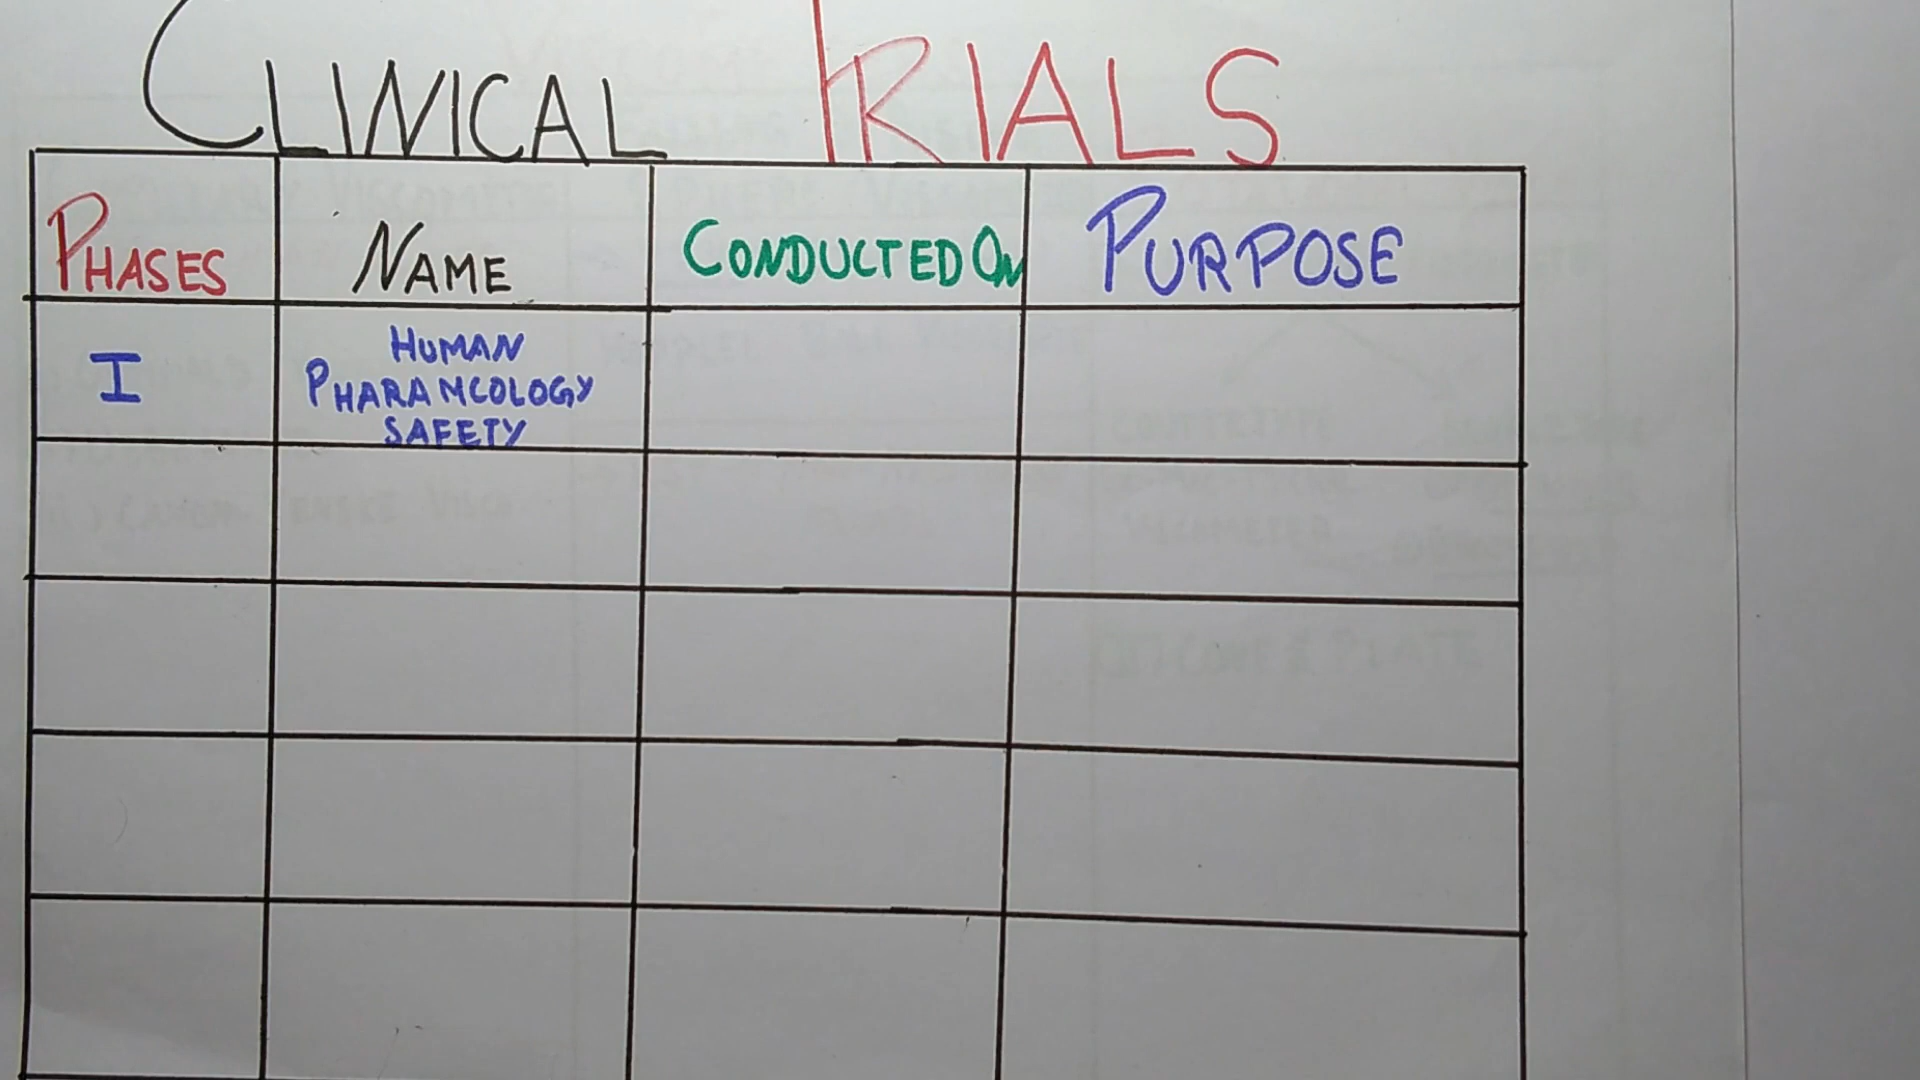 CLINICAL TRIALS
PHASES NAME CONDUCTED ON PURPOSE
I
HUMAN
PHARAMCOLOGY
SAFETY